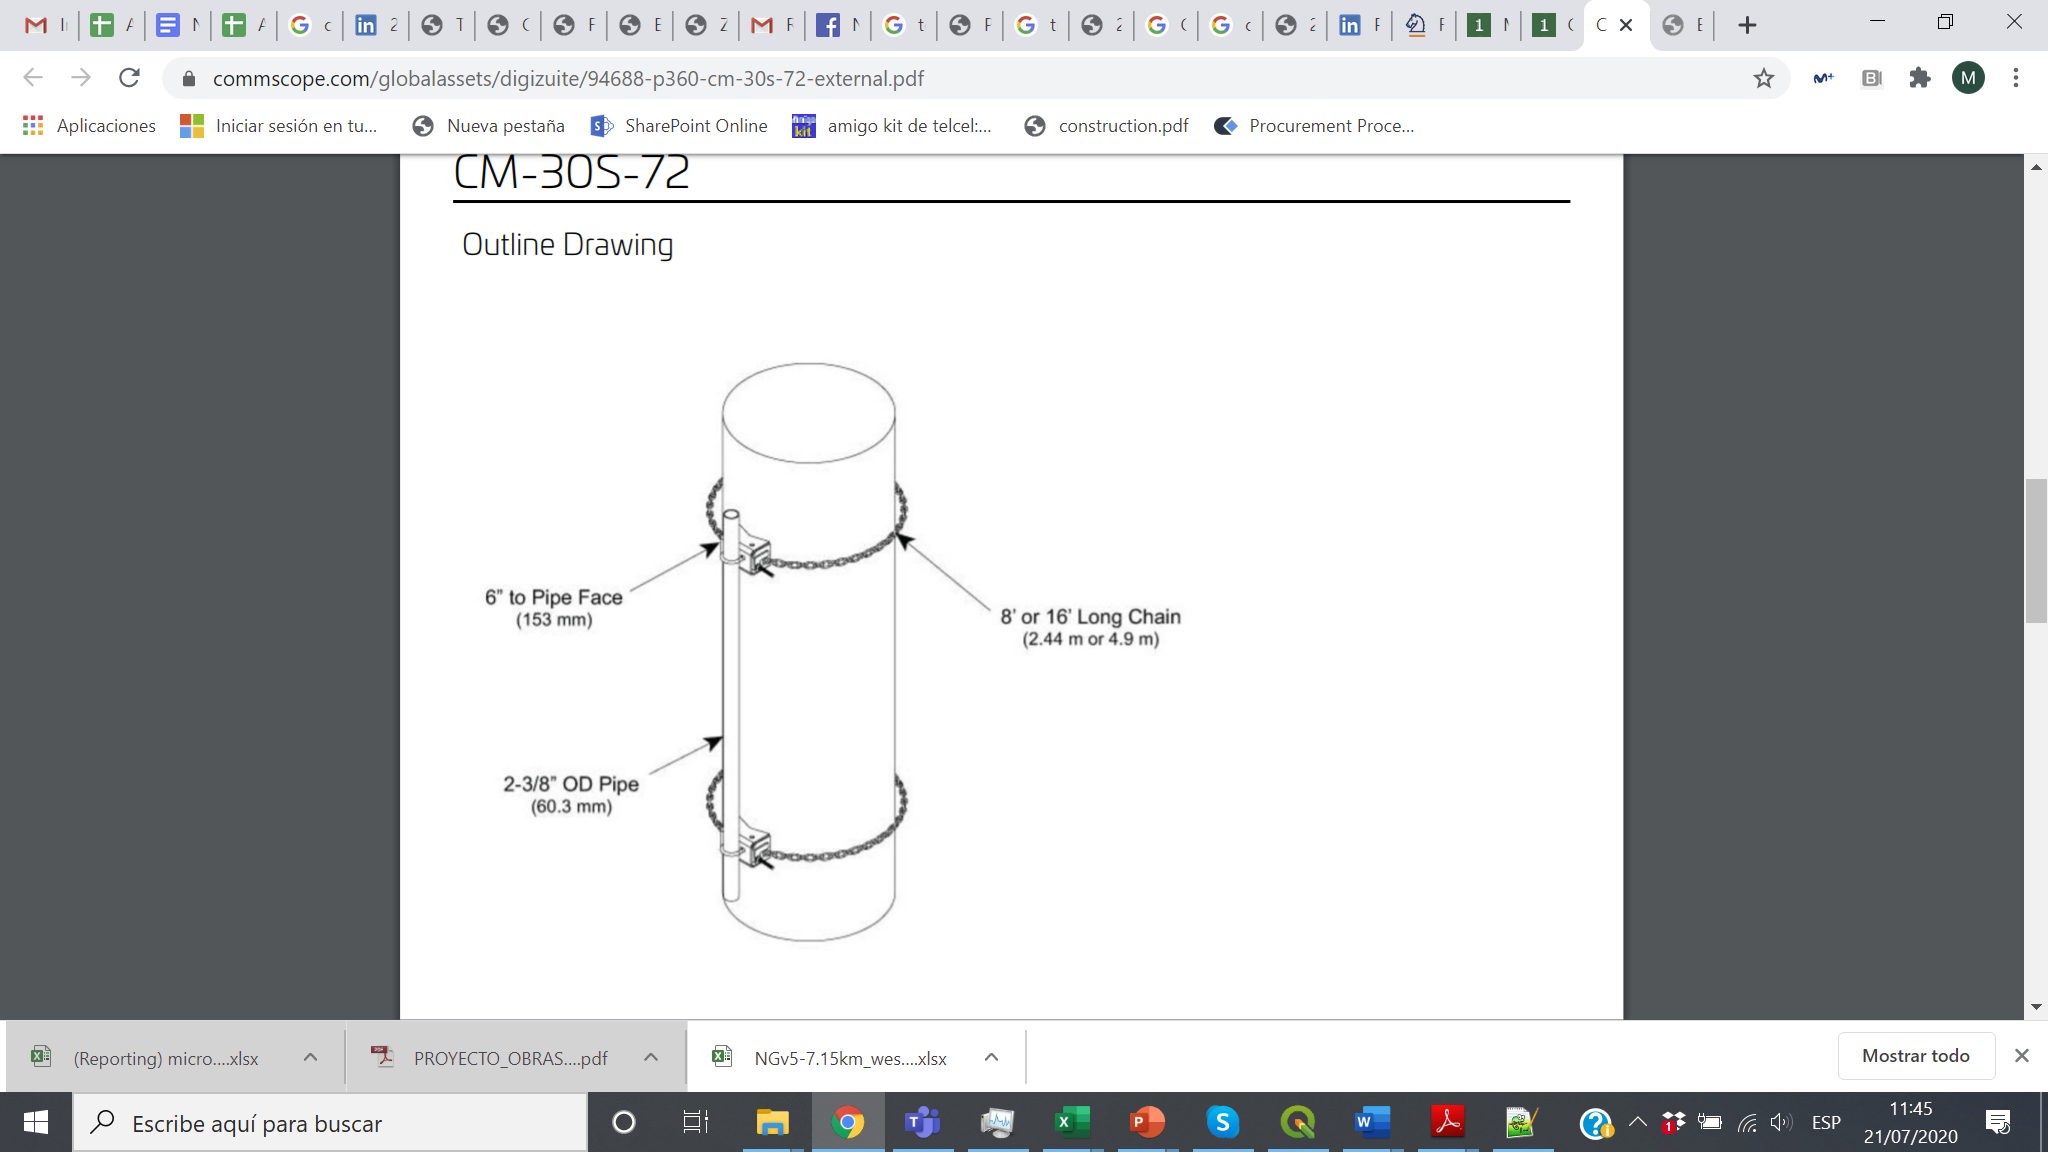 commscope.com/globalassets/digizuite/94688-p360-cm-30s-72-external.pdf
M
Aplicaciones
Iniciar sesión en tu...
Nueva pestaña
SharePoint Online
amigo kit de telcel:...
construction.pdf
Procurement Proce...
CM-30S-72
Outline Drawing
6" to Pipe Face
(153 mm)
8' or 16' Long Chain
(2.44 m or 4.9 m)
2-3/8" OD Pipe
(60.3 mm)
(Reporting) micro....xlsx
PROYECTO_OBRAS....pdf
NGv5-7.15km_wes....xlsx
Mostrar todo
Escribe aquí para buscar
ESP
11:45
21/07/2020